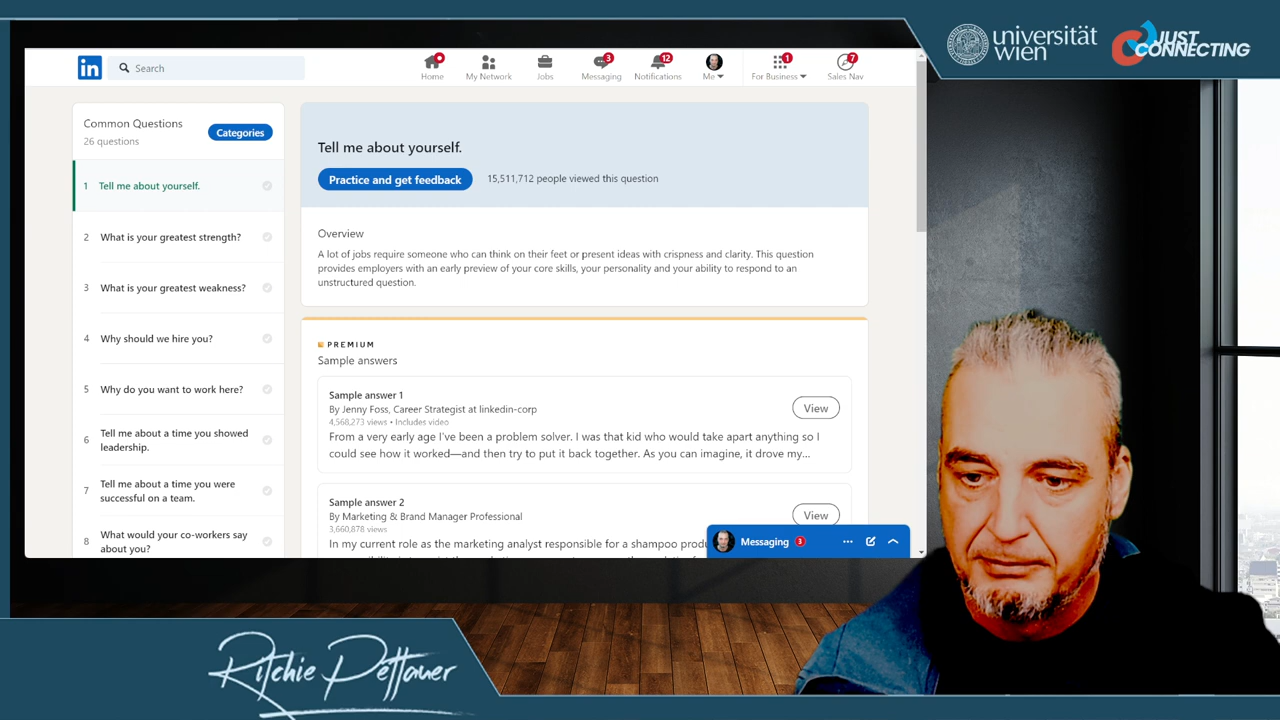 universität
wien
JUST
CONNECTING
in
Search
Home
My Network
Jobs
3
Messaging
12
Notifications
Me
1
For Business
7
Sales Nav
Common Questions
26 questions
Categories
1 Tell me about yourself.
2 What is your greatest strength?
3 What is your greatest weakness?
4 Why should we hire you?
5 Why do you want to work here?
6 Tell me about a time you showed
leadership.
7 Tell me about a time you were
successful on a team.
8 What would your co-workers say
about you?
Tell me about yourself.
Practice and get feedback
15,511,712 people viewed this question
Overview
A lot of jobs require someone who can think on their feet or present ideas with crispness and clarity. This question
provides employers with an early preview of your core skills, your personality and your ability to respond to an
unstructured question.
PREMIUM
Sample answers
Sample answer 1
By Jenny Foss, Career Strategist at linkedin-corp
4,568,273 views • Includes video
View
From a very early age I've been a problem solver. I was that kid who would take apart anything so I
could see how it worked—and then try to put it back together. As you can imagine, it drove my...
Sample answer 2
By Marketing & Brand Manager Professional
3,660,878 views
View
In my current role as the marketing analyst responsible for a shampoo
Messaging 3
Ritchie Pettauer